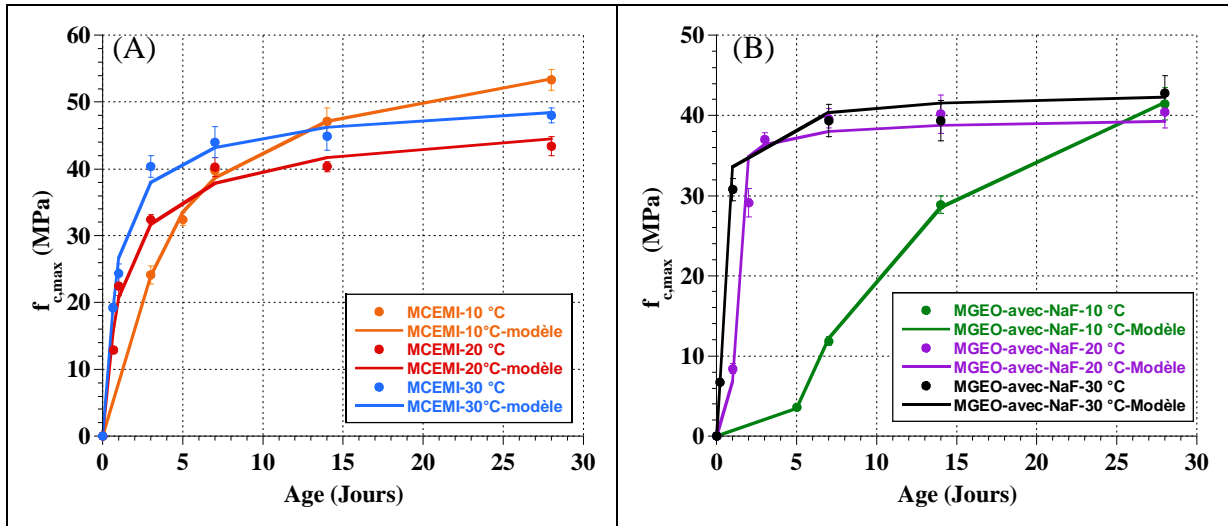 (A)
60
50
40
30
20
10
0
f c,max (MPa)
0 5 10 15 20 25 30
Age (Jours)
MCEMI-10 °C
MCEMI-10°C-modèle
MCEMI-20 °C
MCEMI-20°C-modèle
MCEMI-30 °C
MCEMI-30°C-modèle
(B)
50
40
30
20
10
0
f c,max (MPa)
0 5 10 15 20 25 30
Age (Jours)
MGEO-avec-NaF-10 °C
MGEO-avec-NaF-10 °C-Modèle
MGEO-avec-NaF-20 °C
MGEO-avec-NaF-20 °C-Modèle
MGEO-avec-NaF-30 °C
MGEO-avec-NaF-30 °C-Modèle